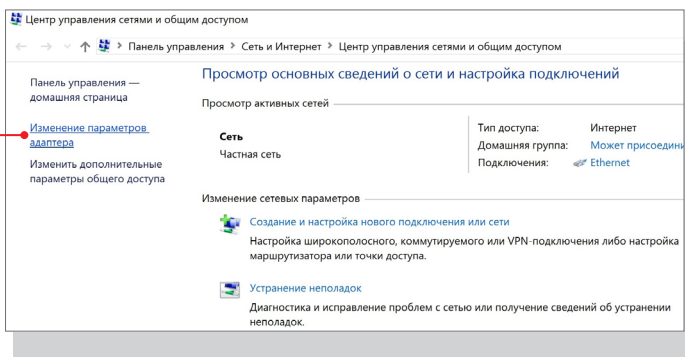 Центр управления сетями и общим доступом
Панель управления > Сеть и Интернет > Центр управления сетями и общим доступом
Панель управления —
домашняя страница
Изменение параметров
адаптера
Изменить дополнительные
параметры общего доступа
Просмотр основных сведений о сети и настройка подключений
Просмотр активных сетей
Сеть
Частная сеть
Тип доступа: Интернет
Домашняя группа: Может присоедини
Подключения: Ethernet
Изменение сетевых параметров
Создание и настройка нового подключения или сети
Настройка широкополосного, коммутируемого или VPN-подключения либо настройка
маршрутизатора или точки доступа.
Устранение неполадок
Диагностика и исправление проблем с сетью или получение сведений об устранении
неполадок.